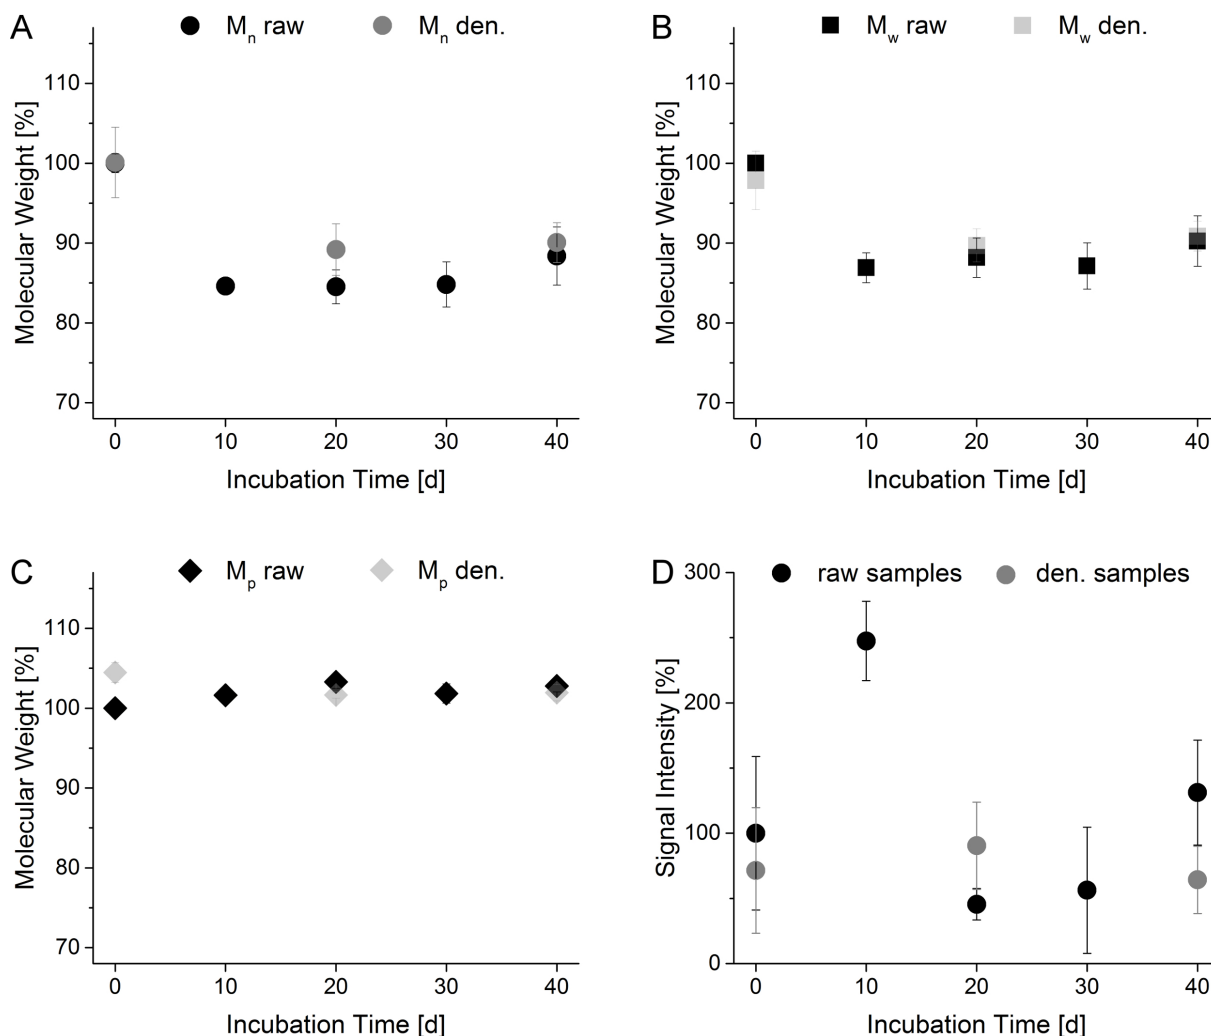 A
Mn raw
Mn den.
Molecular Weight [%]
110
100
90
80
70
0 10 20 30 40
Incubation Time [d]
B
Mw raw
Mw den.
Molecular Weight [%]
110
100
90
80
70
0 10 20 30 40
Incubation Time [d]
C
Mp raw
Mp den.
Molecular Weight [%]
110
100
90
80
70
0 10 20 30 40
Incubation Time [d]
D
raw samples
den. samples
Signal Intensity [%]
300
200
100
0
0 10 20 30 40
Incubation Time [d]